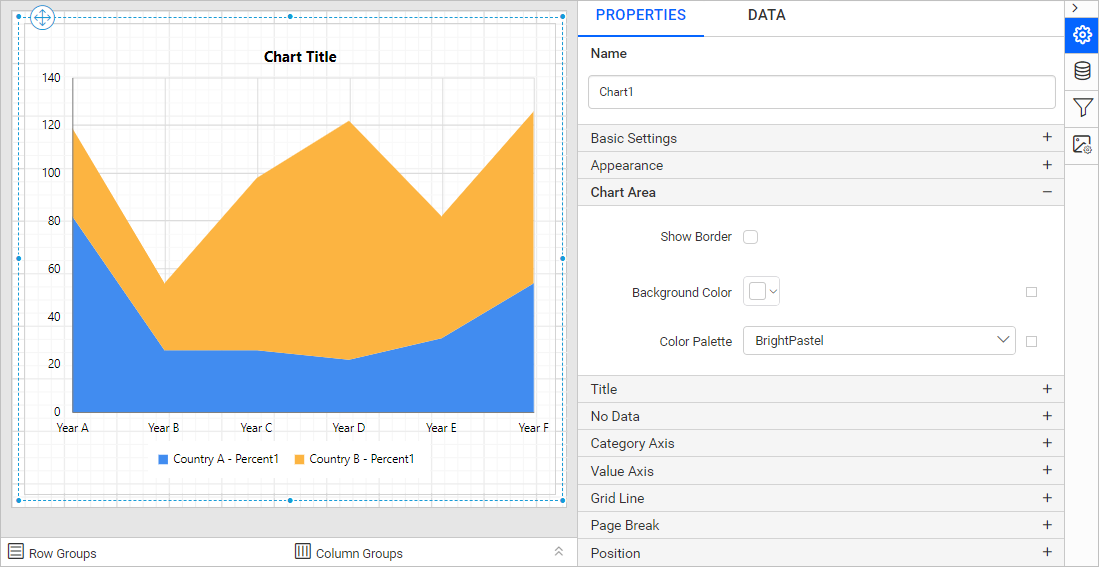 Chart Title
140
120
100
80
60
40
20
0
Year A Year B Year C Year D Year E Year F
Country A - Percent1 Country B - Percent1
Row Groups Column Groups
PROPERTIES DATA
Name
Chart1
Basic Settings
Appearance
Chart Area
Show Border
Background Color
Color Palette BrightPastel
Title
No Data
Category Axis
Value Axis
Grid Line
Page Break
Position